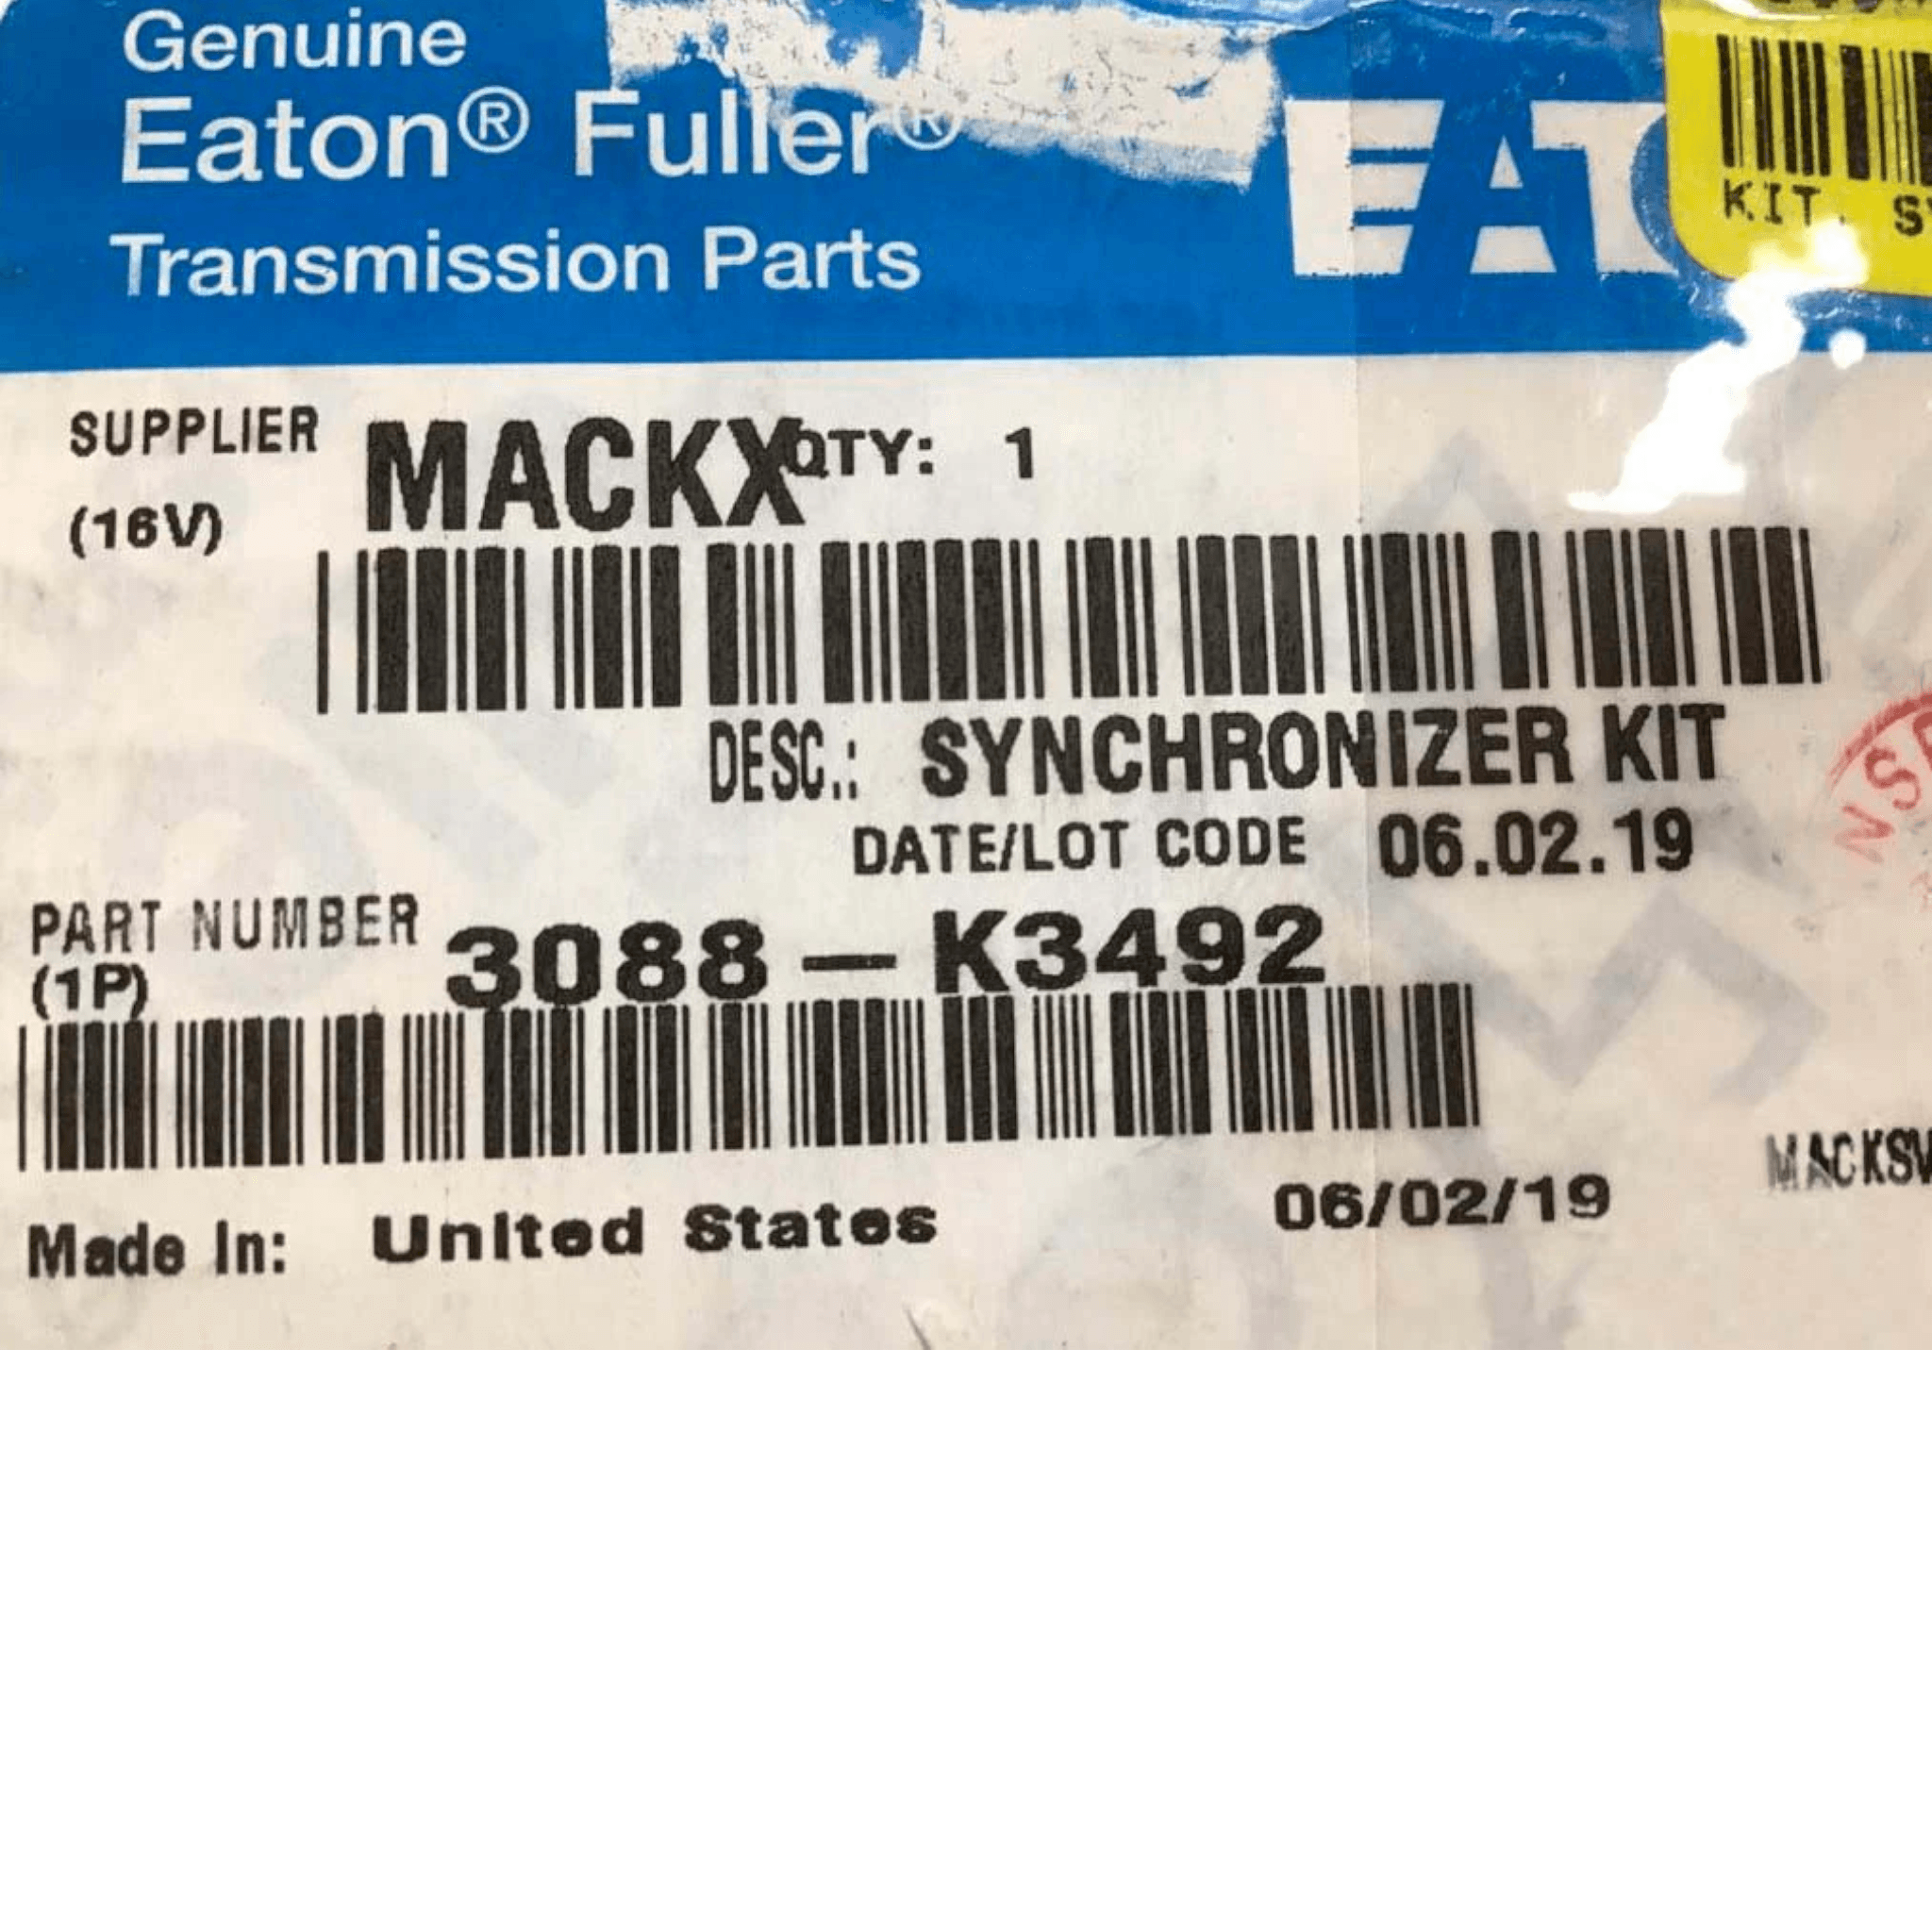 Genuine
Eaton® Fuller®
Transmission Parts
KIT.
SUPPLIER
(16V)
MACKX
QTY: 1
DESC.: SYNCHRONIZER KIT
DATE/LOT CODE 06.02.19
PART NUMBER
(1P)
3088-K3492
Made In: United States
06/02/19